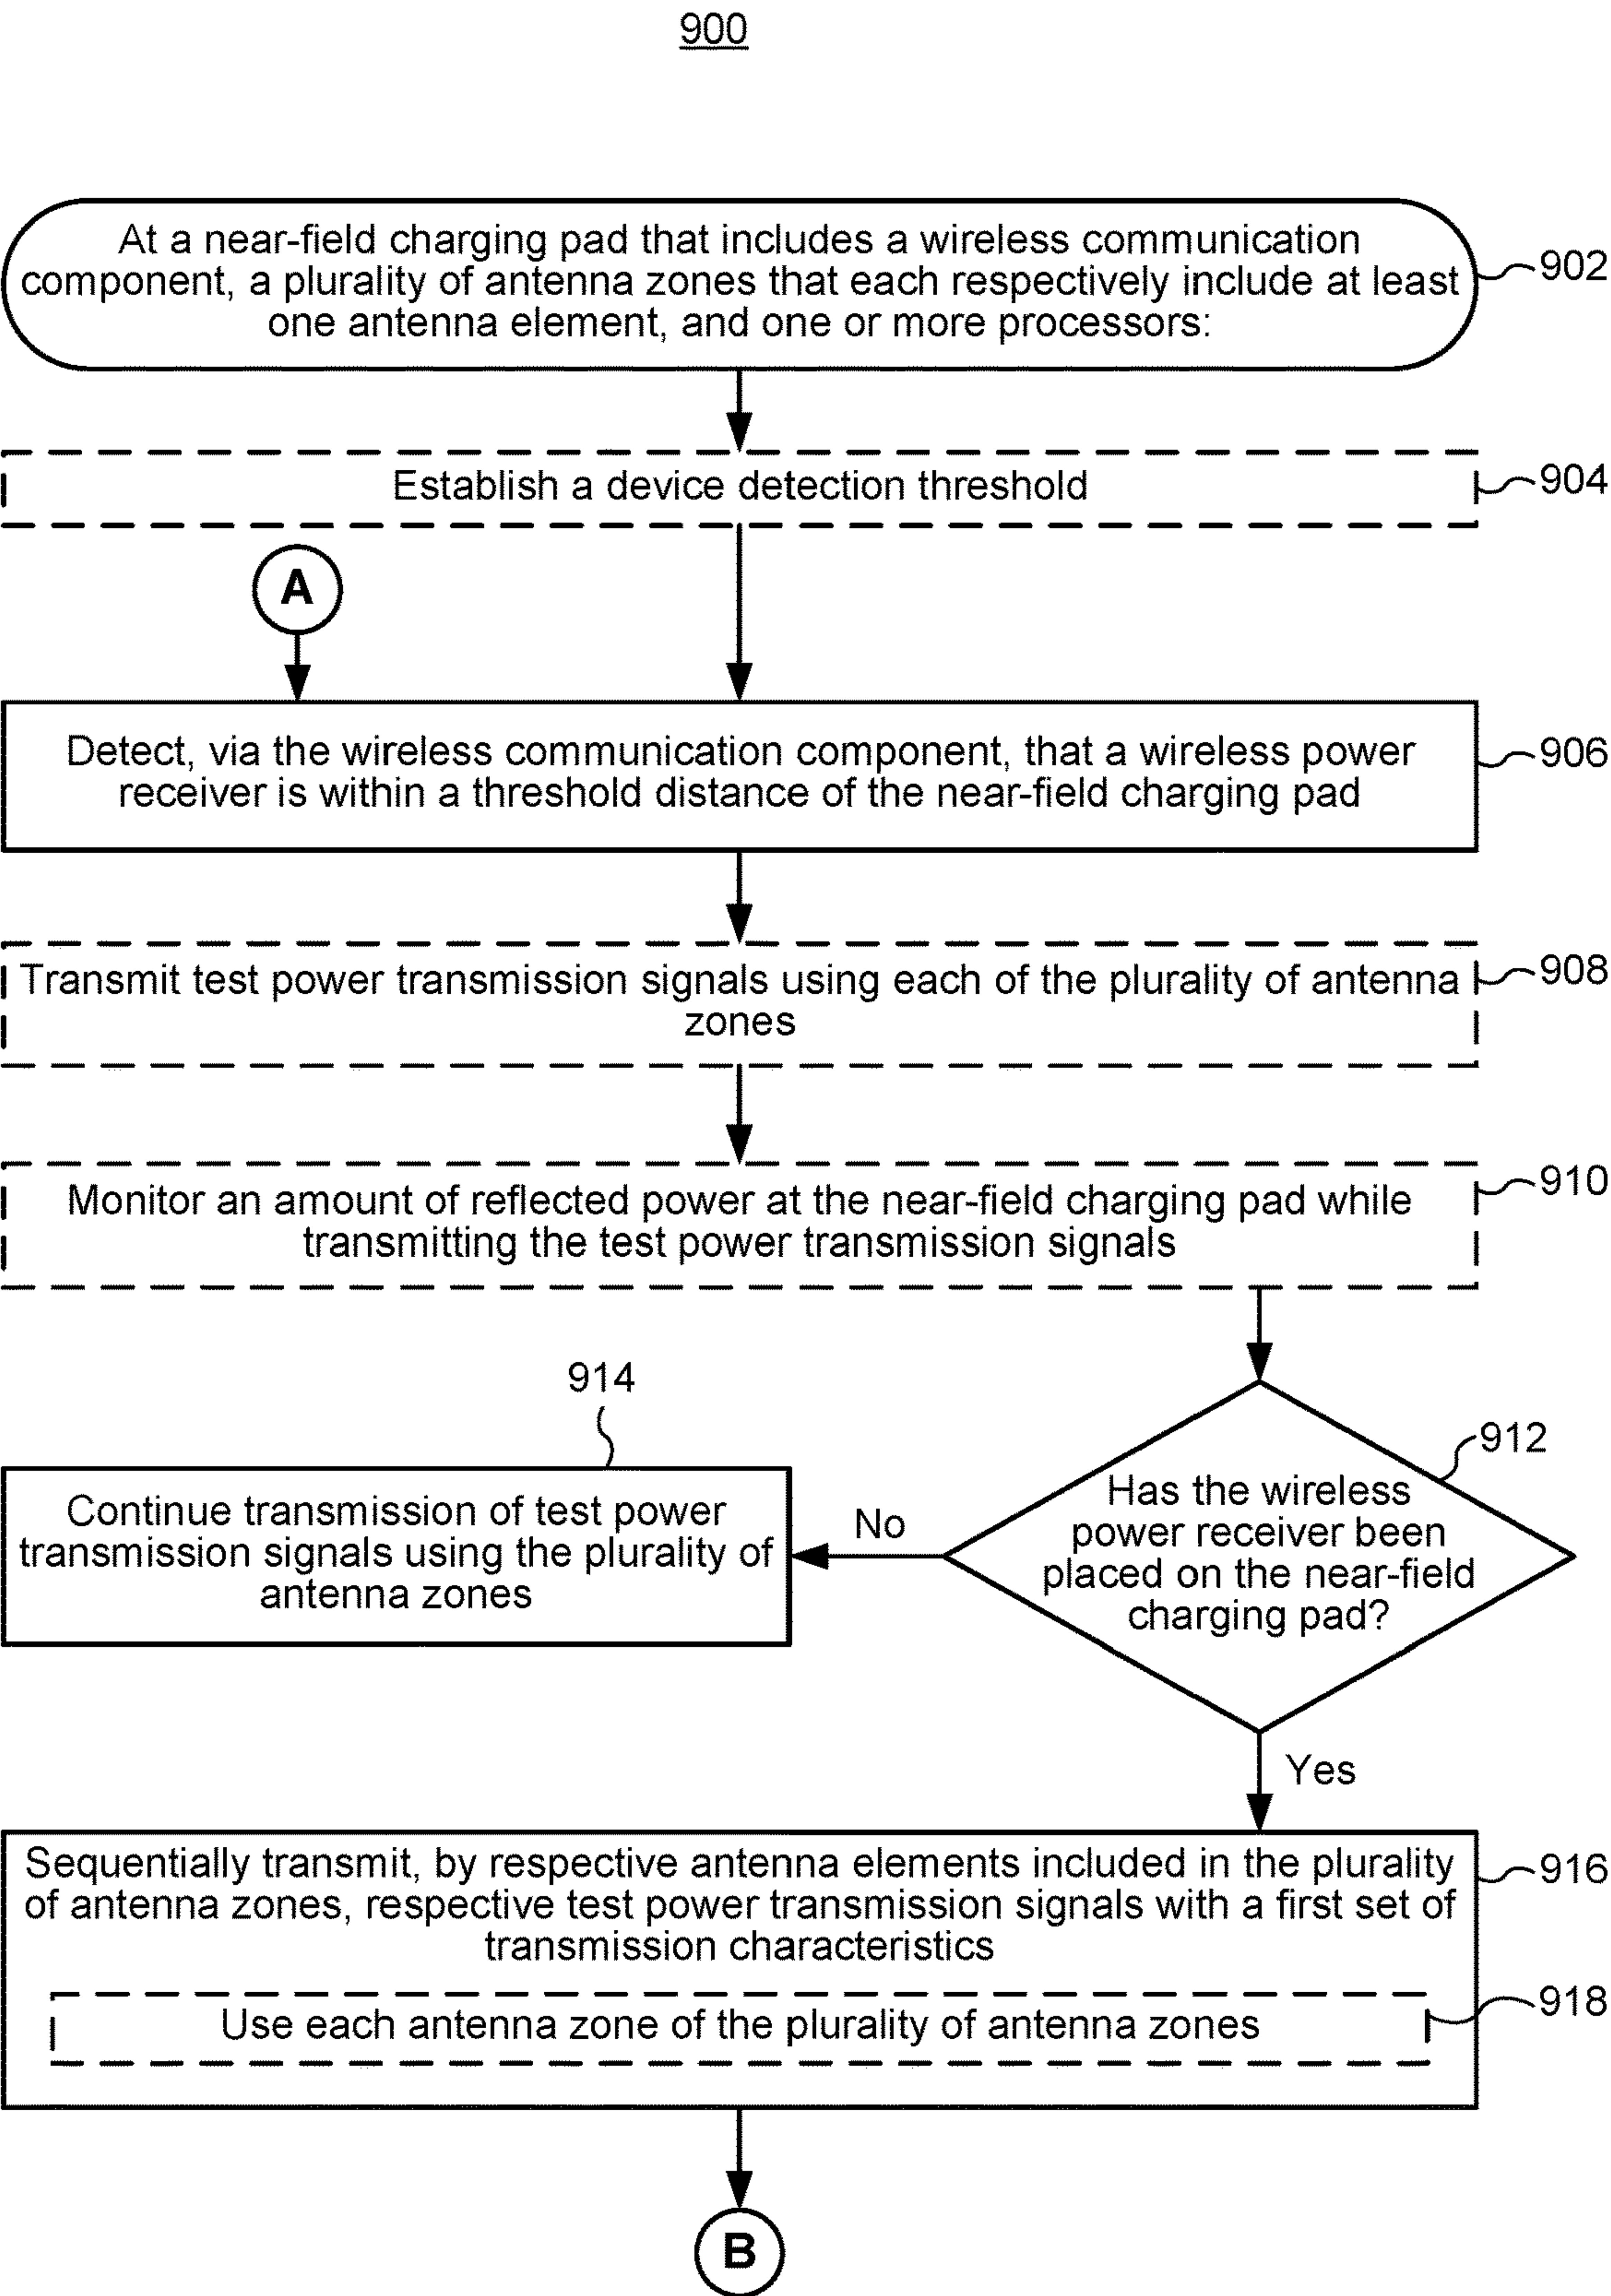 900
At a near-field charging pad that includes a wireless communication
component, a plurality of antenna zones that each respectively include at least
one antenna element, and one or more processors:
902
Establish a device detection threshold
904
A
Detect, via the wireless communication component, that a wireless power
receiver is within a threshold distance of the near-field charging pad
906
Transmit test power transmission signals using each of the plurality of antenna
zones
908
Monitor an amount of reflected power at the near-field charging pad while
transmitting the test power transmission signals
910
914
Continue transmission of test power
transmission signals using the plurality of
antenna zones
No
912
Has the wireless
power receiver been
placed on the near-field
charging pad?
Yes
Sequentially transmit, by respective antenna elements included in the plurality
of antenna zones, respective test power transmission signals with a first set of
transmission characteristics
916
Use each antenna zone of the plurality of antenna zones
918
B